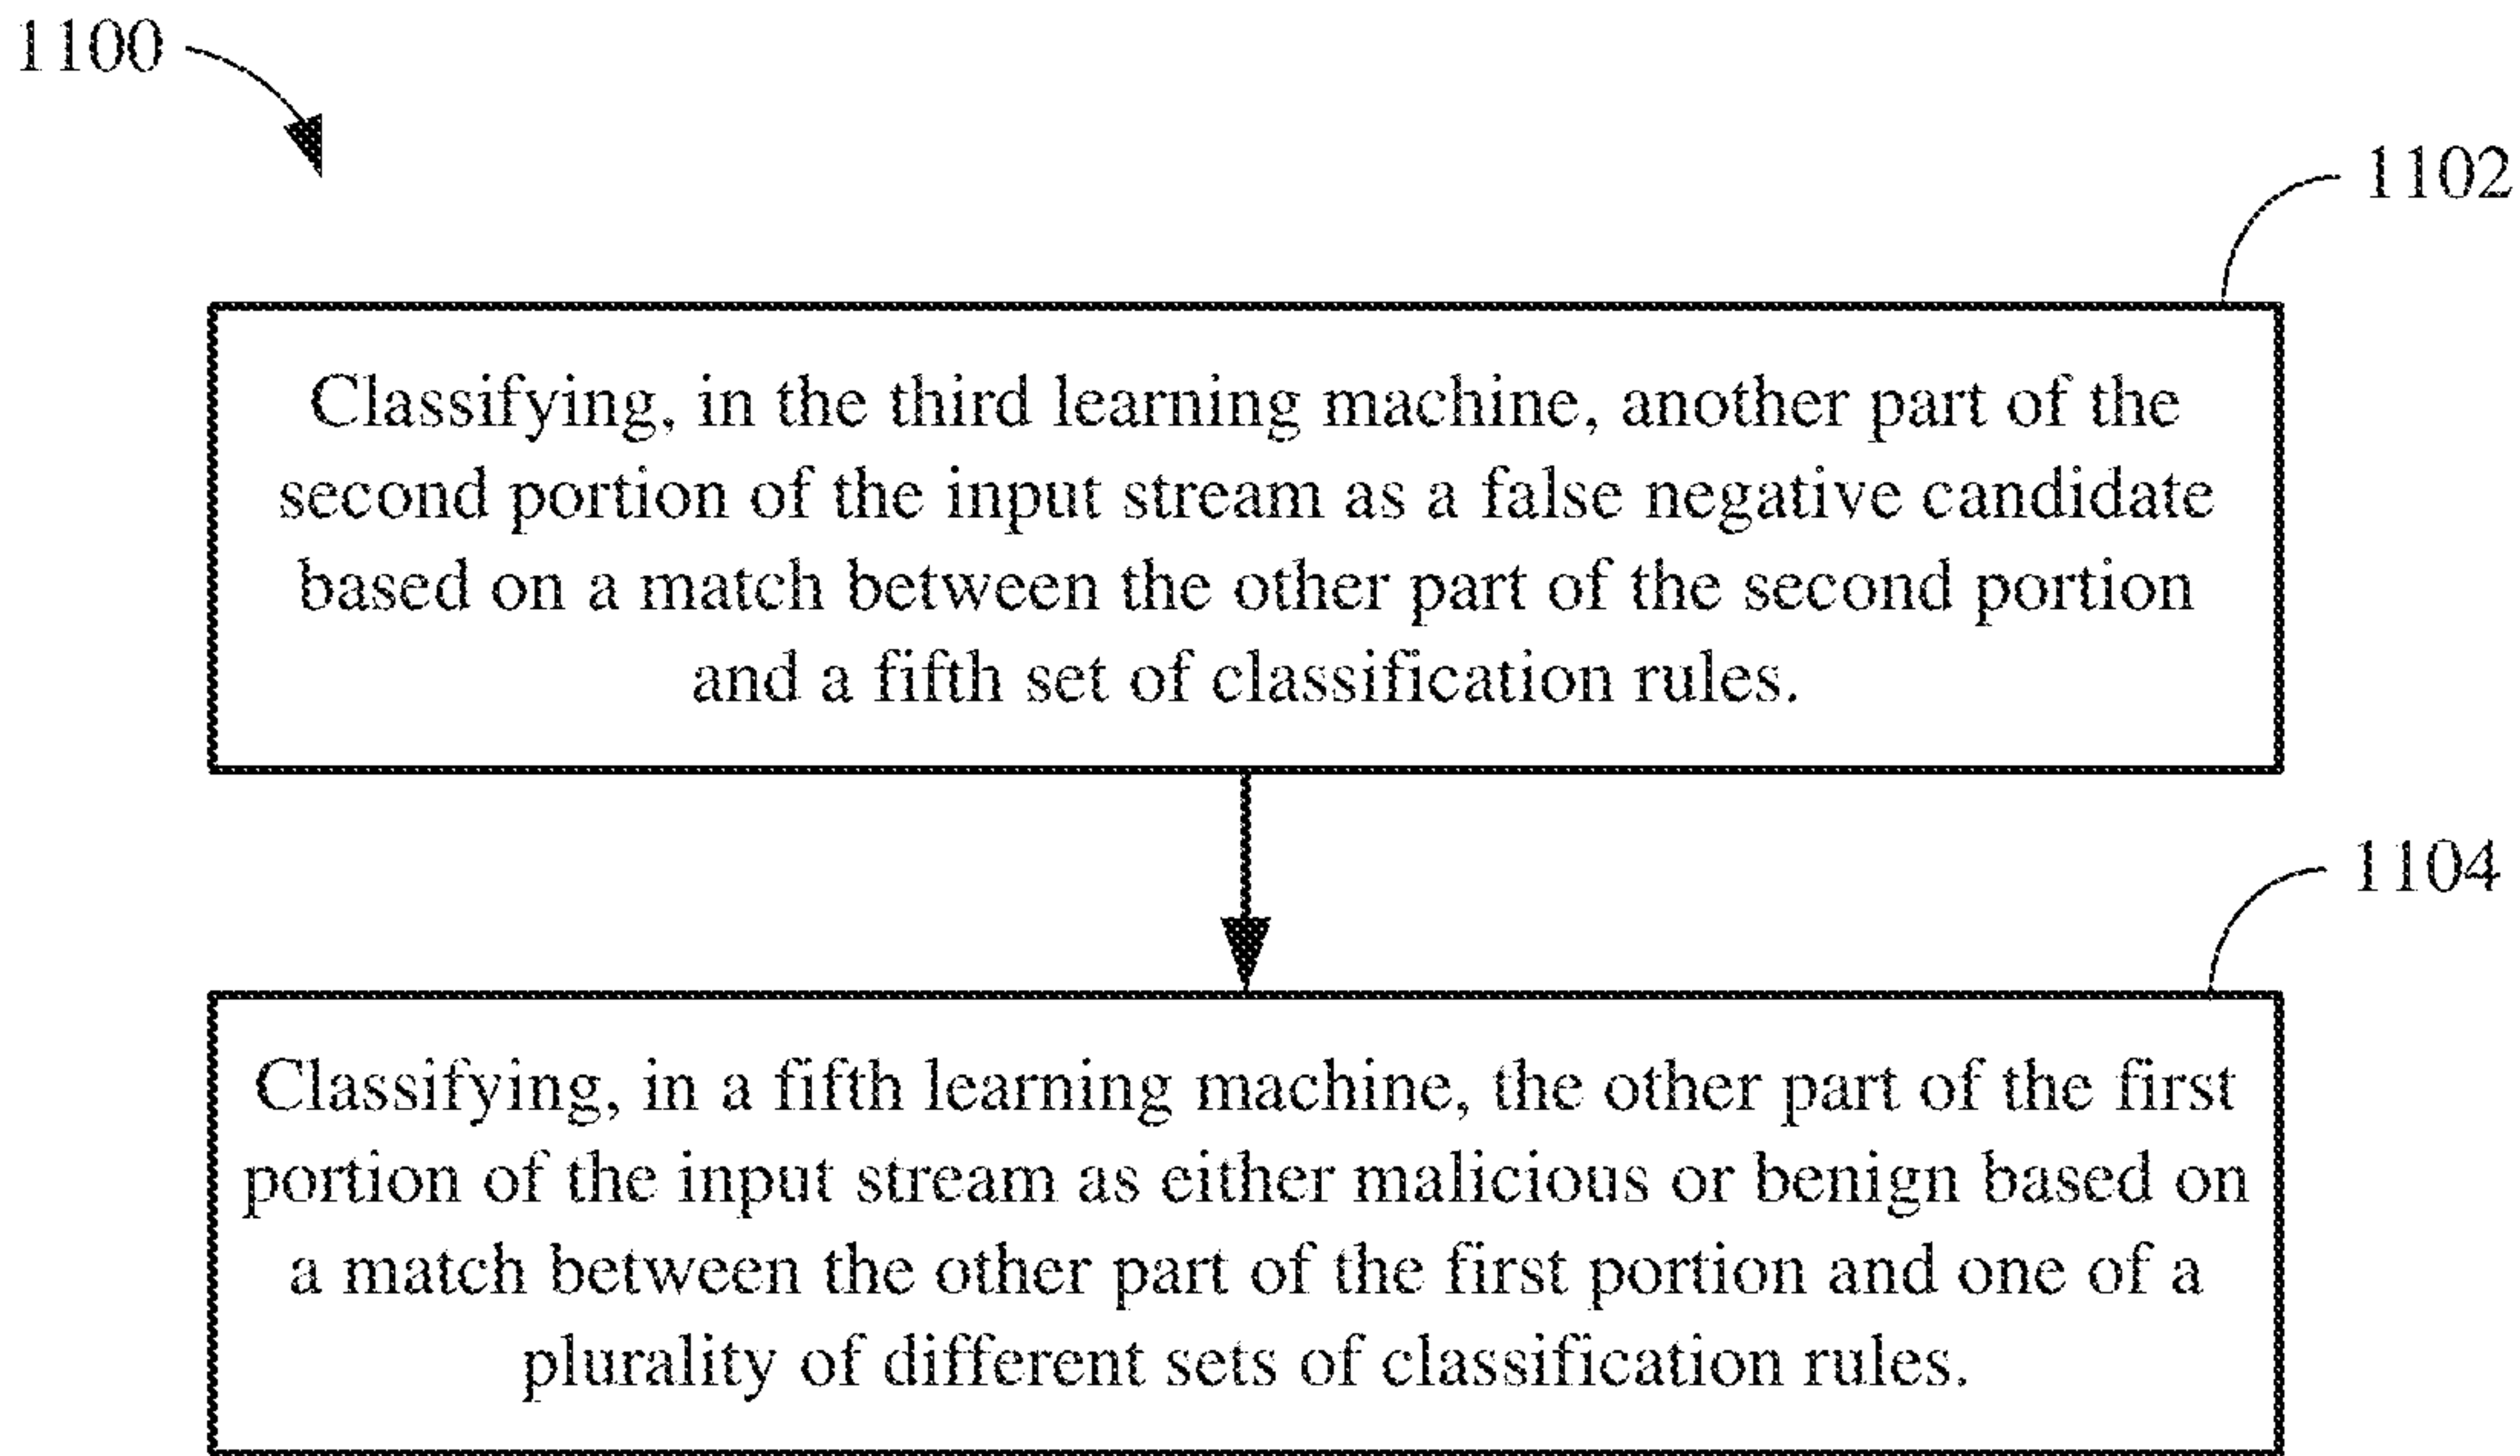 1100
1102
Classifying, in the third learning machine, another part of the
second portion of the input stream as a false negative candidate
based on a match between the other part of the second portion
and a fifth set of classification rules.
1104
Classifying, in a fifth learning machine, the other part of the first
portion of the input stream as either malicious or benign based on
a match between the other part of the first portion and one of a
plurality of different sets of classification rules.